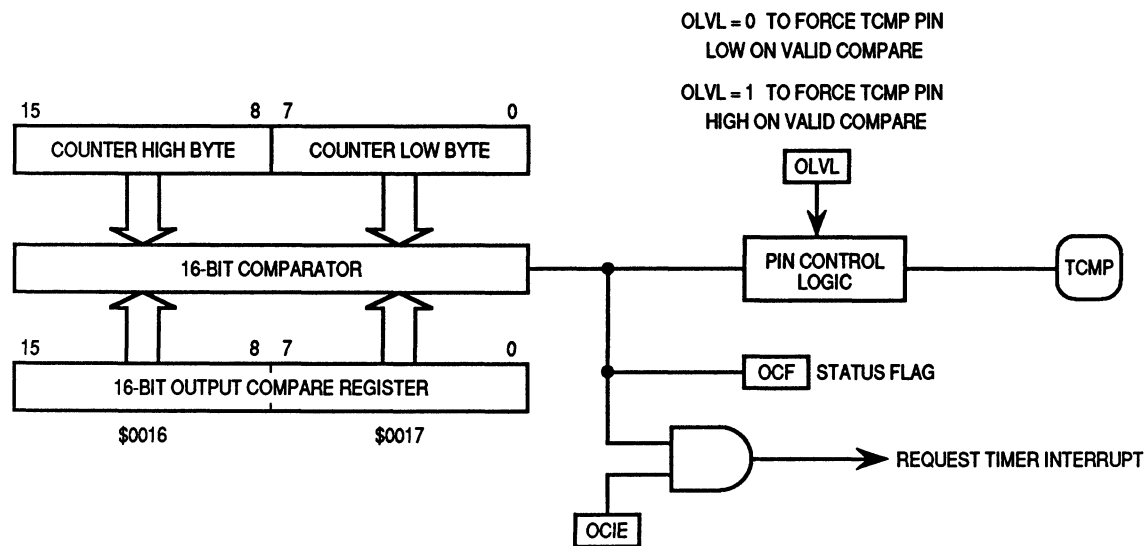 OLVL = 0 TO FORCE TCMP PIN
LOW ON VALID COMPARE
OLVL = 1 TO FORCE TCMP PIN
HIGH ON VALID COMPARE
15 8 7 0
COUNTER HIGH BYTE COUNTER LOW BYTE
OLVL
16-BIT COMPARATOR
PIN CONTROL
LOGIC
TCMP
15 8 7 0
16-BIT OUTPUT COMPARE REGISTER
OCF STATUS FLAG
$0016 $0017
REQUEST TIMER INTERRUPT
OCIE